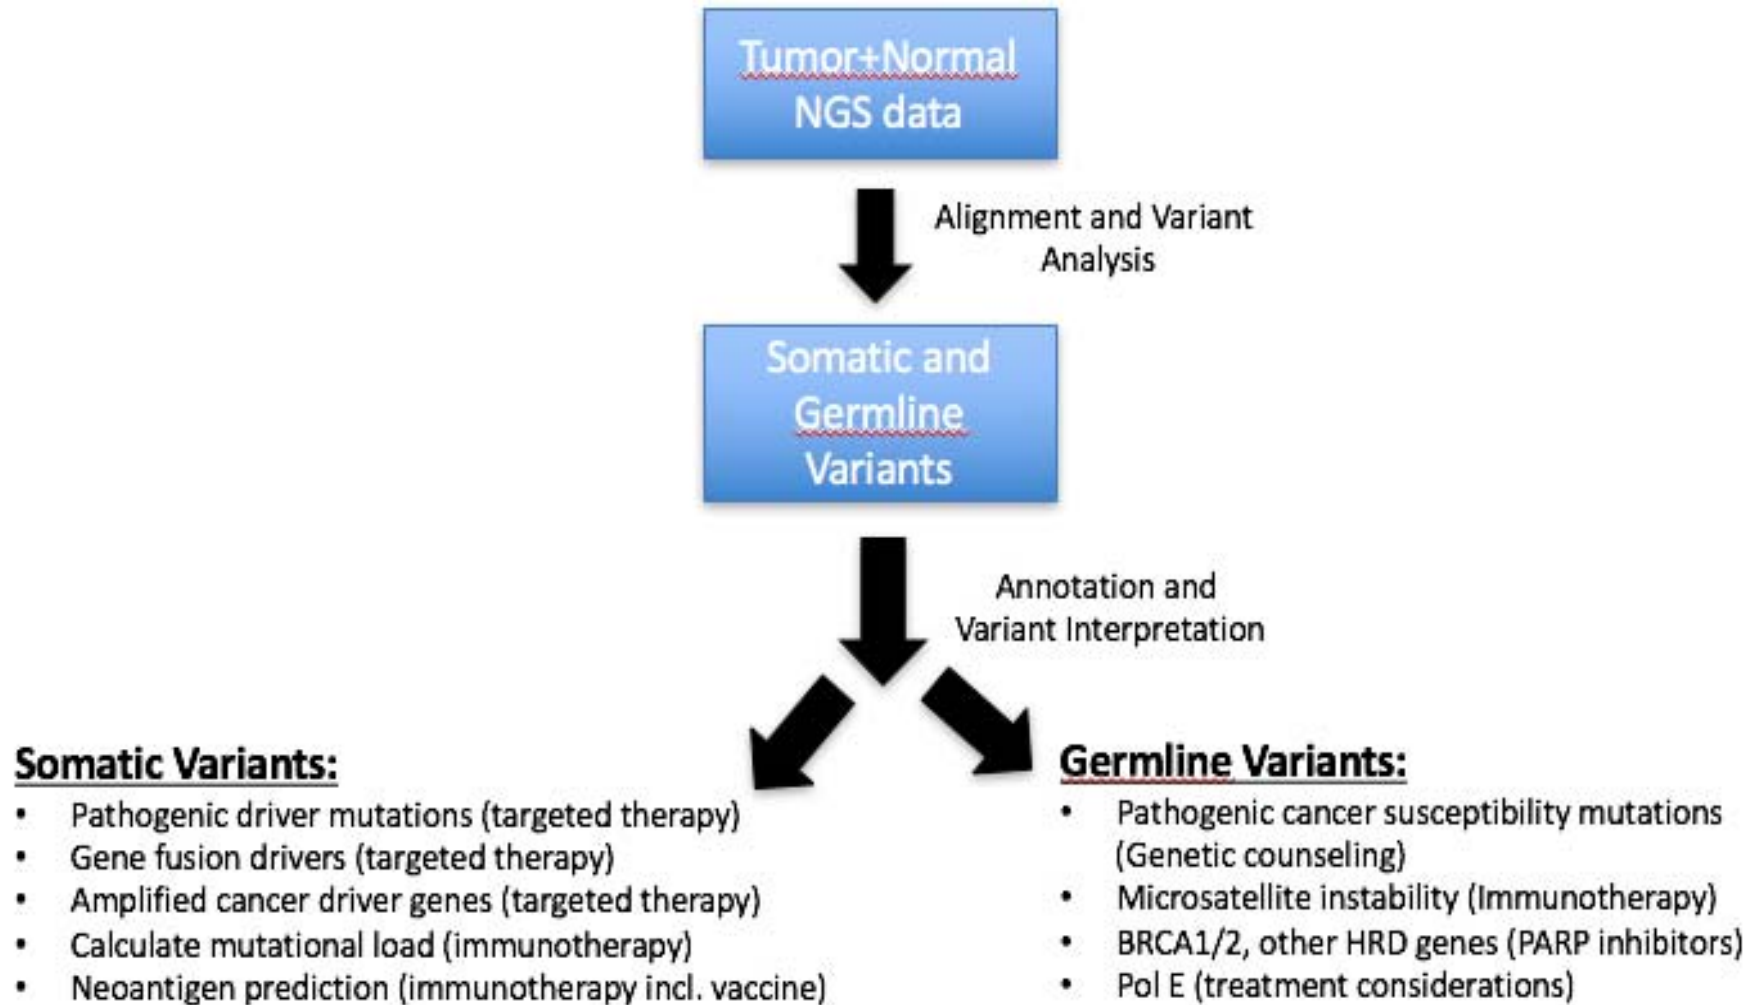 Tumor+Normal
NGS data
Alignment and Variant
Analysis
Somatic and
Germline
Variants
Annotation and
Variant Interpretation
Somatic Variants:
• Pathogenic driver mutations (targeted therapy)
• Gene fusion drivers (targeted therapy)
• Amplified cancer driver genes (targeted therapy)
• Calculate mutational load (immunotherapy)
• Neoantigen prediction (immunotherapy incl. vaccine)
Germline Variants:
• Pathogenic cancer susceptibility mutations
(Genetic counseling)
• Microsatellite instability (Immunotherapy)
• BRCA1/2, other HRD genes (PARP inhibitors)
• Pol E (treatment considerations)